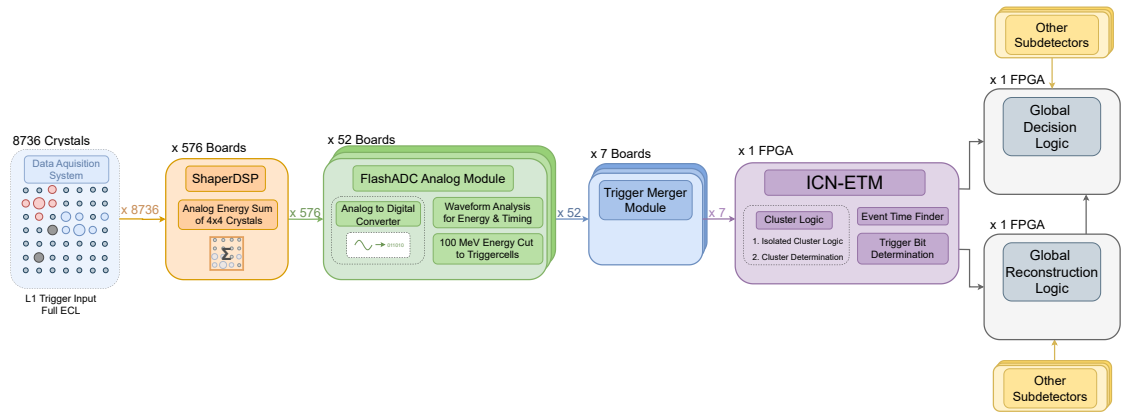 8736 Crystals
Data Aquisition
System
L1 Trigger Input
Full ECL
x 8736
x 576 Boards
ShaperDSP
Analog Energy Sum
of 4x4 Crystals
Σ
x 576
x 52 Boards
FlashADC Analog Module
Analog to Digital
Converter
01010
Waveform Analysis
for Energy & Timing
100 MeV Energy Cut
to Triggercells
x 52
x 7 Boards
Trigger Merger
Module
x 7
x 1 FPGA
ICN-ETM
Cluster Logic
1. Isolated Cluster Logic
2. Cluster Determination
Event Time Finder
Trigger Bit
Determination
Other
Subdetectors
x 1 FPGA
Global
Decision
Logic
x 1 FPGA
Global
Reconstruction
Logic
Other
Subdetectors